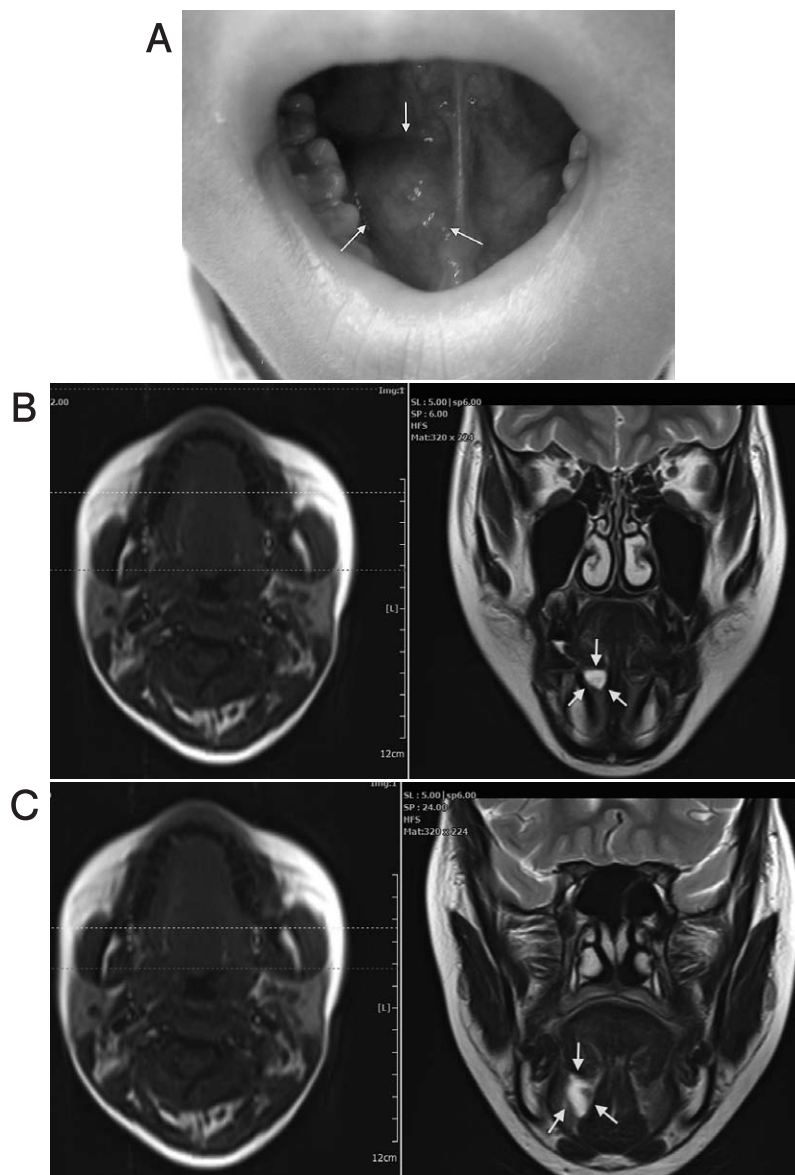 A
B
Img:1
2.00
[L]
12cm
SL : 5.00 | sp6.00
SP : 6.00
HFS
Mat:320 x 224
C
Img:1
[L]
12cm
SL : 5.00 | sp6.00
SP : 24.00
HFS
Mat:320 x 224